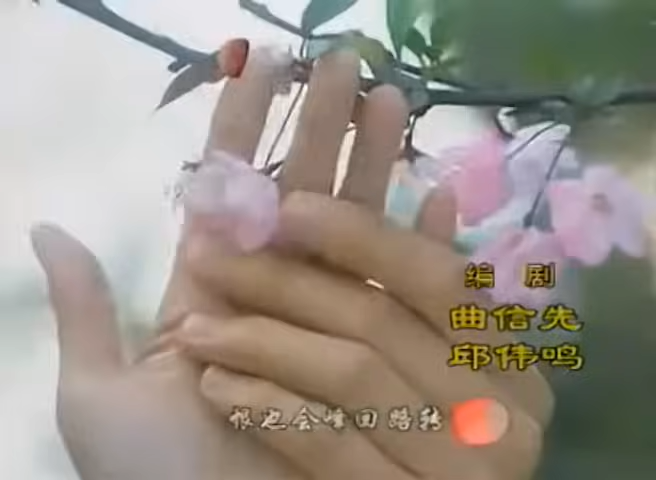 编 剧
曲信先
邱伟鸣
恨也会峰回路转